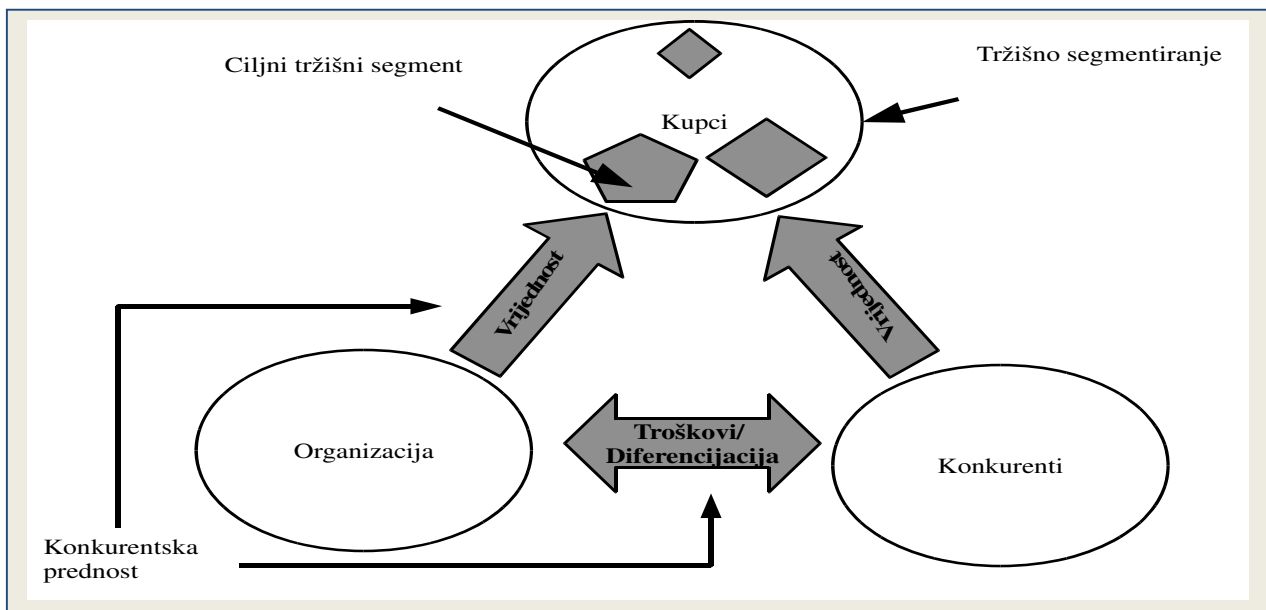 Ciljni tržišni segment
Tržišno segmentiranje
Kupci
Vrijednost
Vrijednost
Organizacija
Troškovi/
Diferencijacija
Konkurenti
Konkurentska
prednost